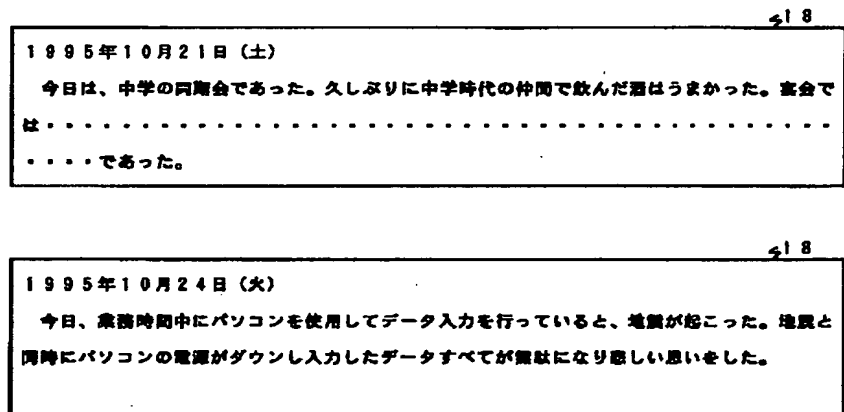 18
1995年10月21日(土)
今日は、中学の同期会であった。久しぶりに中学時代の仲間で飲んだ酒はうまかった。宴会で
は・・・・・・・・・・・・・・・・・・・・・・・・・・・・・・・・・・・・・・・・・・
・・・・であった。
18
1995年10月24日(火)
今日、業務時間中にパソコンを使用してデータ入力を行っていると、地震が起こった。地震と
同時にパソコンの電源がダウンし入力したデータすべてが無駄になり悲しい思いをした。